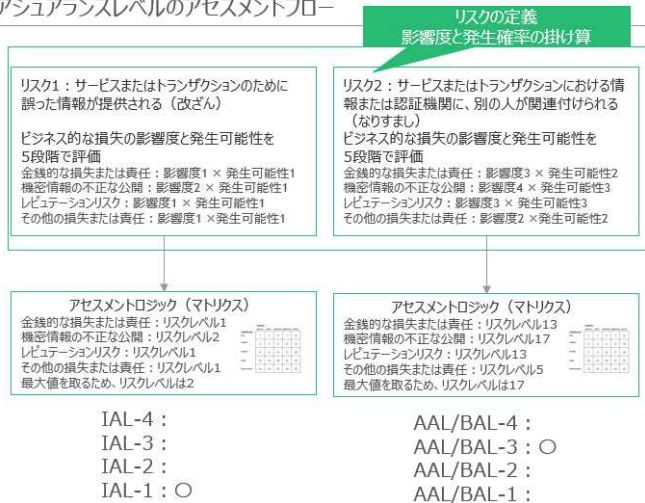 アシュアランスレベルのアセスメントフロー
リスクの定義
影響度と発生確率の掛け算
リスク1：サービスまたはトランザクションのために
誤った情報が提供される（改ざん）
ビジネス的な損失の影響度と発生可能性を
5段階で評価
金銭的な損失または責任：影響度1 × 発生可能性1
機密情報の不正な公開：影響度2 × 発生可能性1
レピュテーションリスク：影響度1 × 発生可能性1
その他の損失または責任：影響度1 ×発生可能性1
リスク2：サービスまたはトランザクションにおける情
報または認証機関に、別の人が関連付けられる
（なりすまし）
ビジネス的な損失の影響度と発生可能性を
5段階で評価
金銭的な損失または責任：影響度3 × 発生可能性2
機密情報の不正な公開：影響度4 × 発生可能性3
レピュテーションリスク：影響度3 × 発生可能性3
その他の損失または責任：影響度2 ×発生可能性2
アセスメントロジック（マトリクス）
金銭的な損失または責任：リスクレベル1
機密情報の不正な公開：リスクレベル2
レピュテーションリスク：リスクレベル1
その他の損失または責任：リスクレベル1
最大値を取るため、リスクレベルは2
アセスメントロジック（マトリクス）
金銭的な損失または責任：リスクレベル13
機密情報の不正な公開：リスクレベル17
レピュテーションリスク：リスクレベル13
その他の損失または責任：リスクレベル5
最大値を取るため、リスクレベルは17
IAL-4：
IAL-3：
IAL-2：
IAL-1：〇
AAL/BAL-4：
AAL/BAL-3：〇
AAL/BAL-2：
AAL/BAL-1：